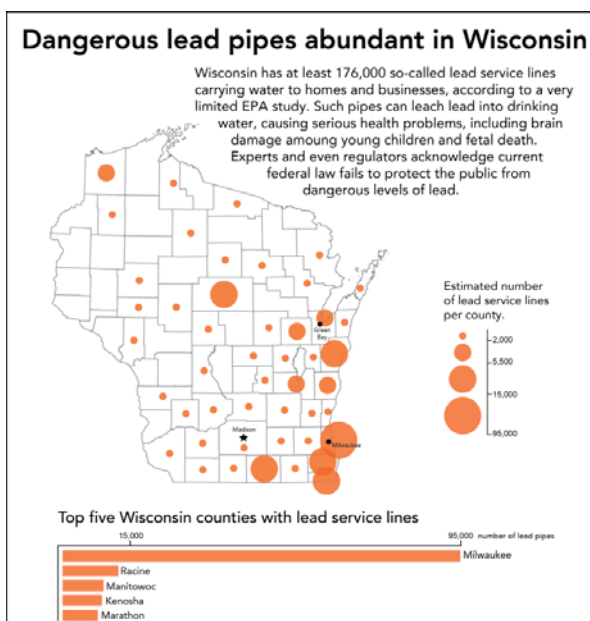 Dangerous lead pipes abundant in Wisconsin
Wisconsin has at least 176,000 so-called lead service lines
carrying water to homes and businesses, according to a very
limited EPA study. Such pipes can leach lead into drinking
water, causing serious health problems, including brain
damage amoung young children and fetal death.
Experts and even regulators acknowledge current
federal law fails to protect the public from
dangerous levels of lead.
Estimated number
of lead service lines
per county.
2,000
5,500
15,000
95,000
Green
Bay
Madison
Milwaukee
Top five Wisconsin counties with lead service lines
15,000
95,000 number of lead pipes
Milwaukee
Racine
Manitowoc
Kenosha
Marathon